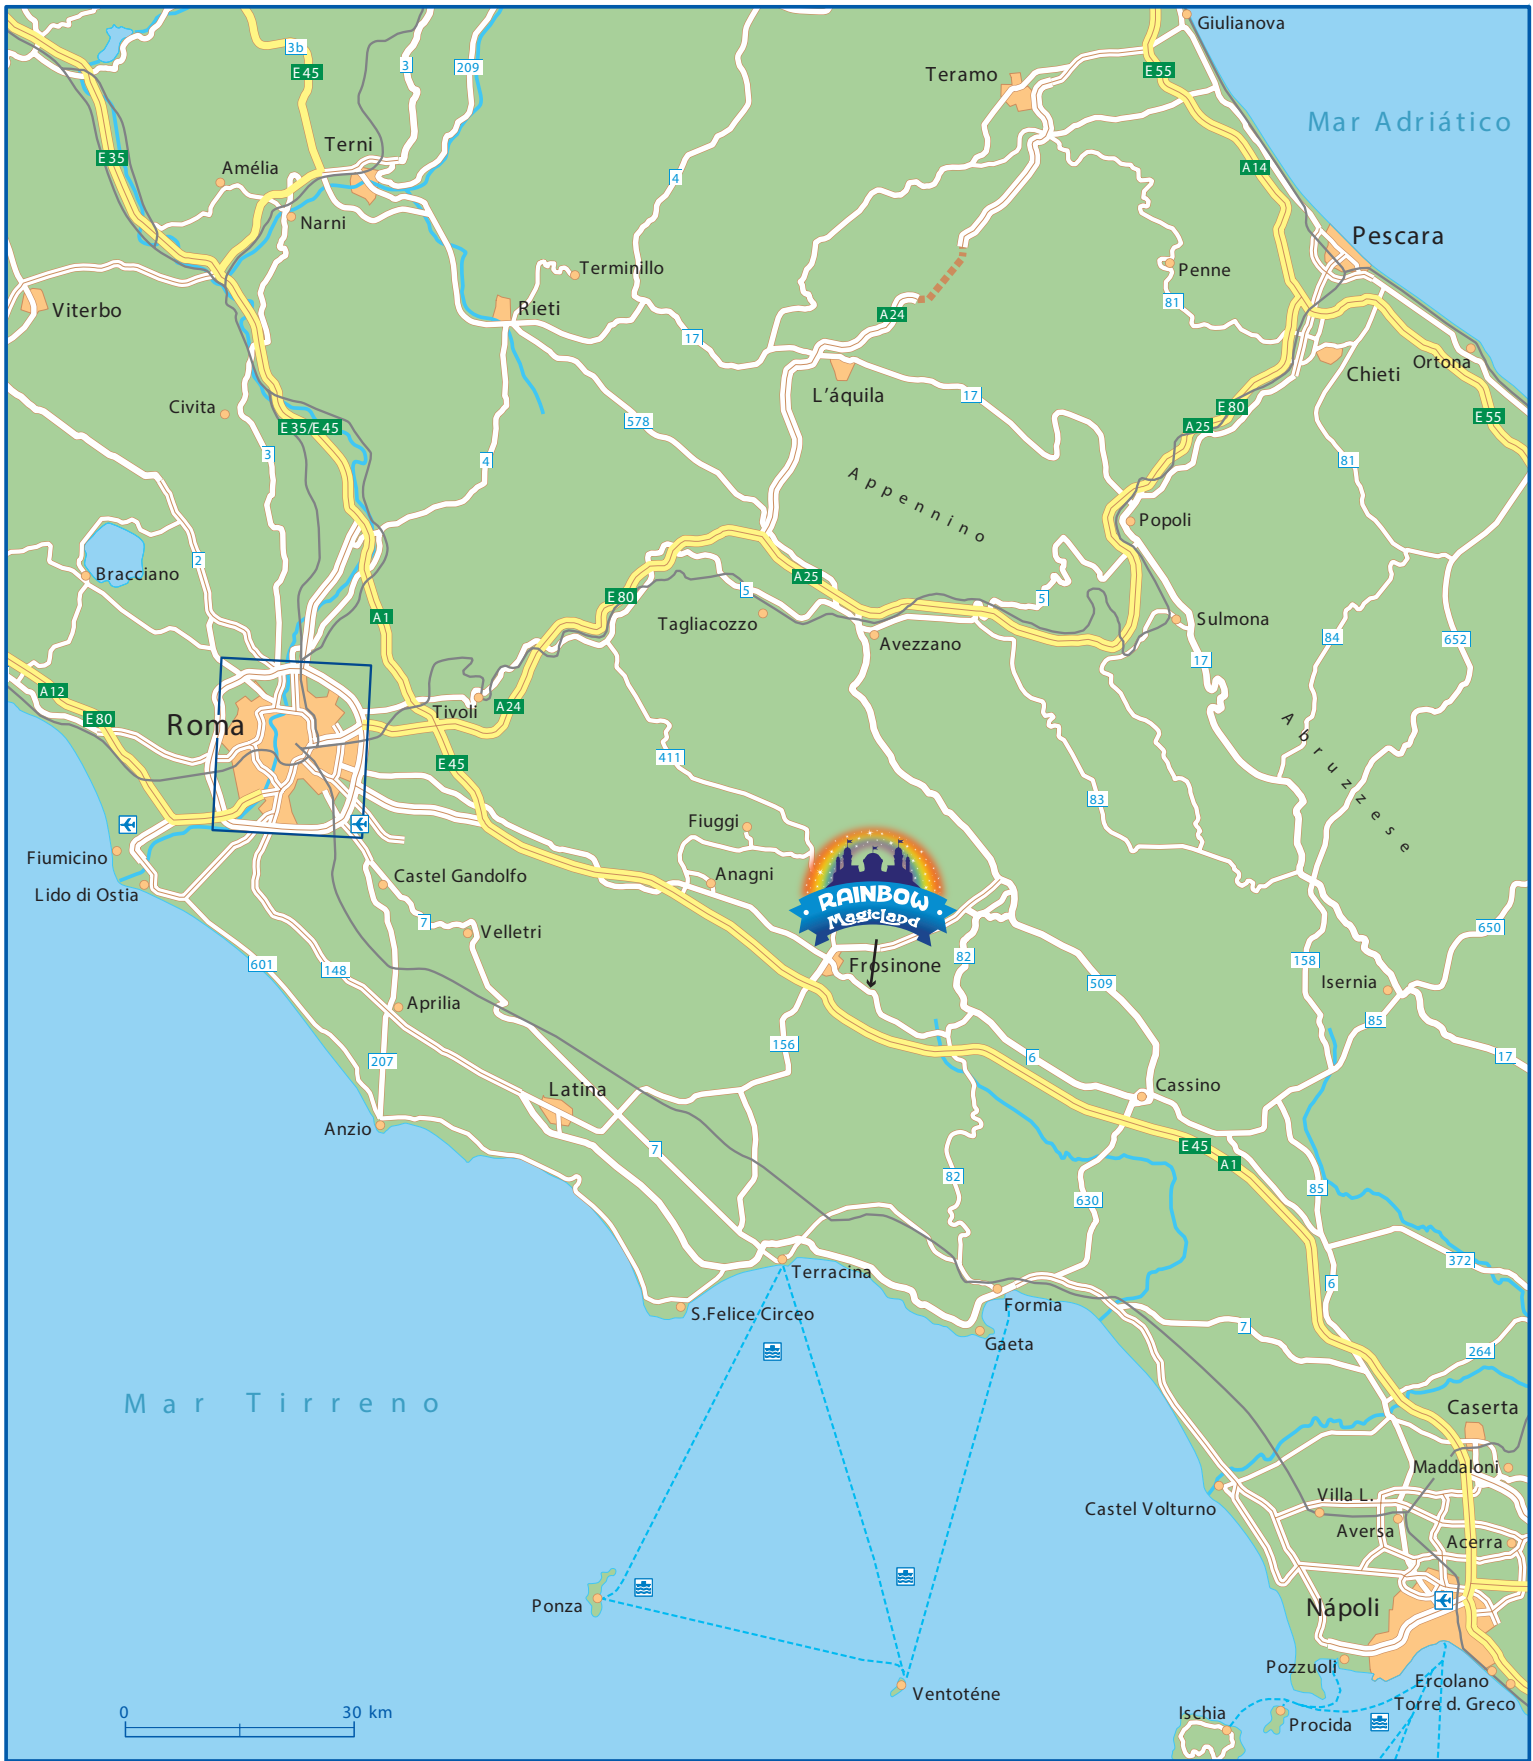 Giulianova
3b
E45
3
209
Teramo
E55
Mar Adriático
Terni
E35
Amélia
A14
4
Narni
Pescara
Terminillo
Penne
Viterbo
Rieti
81
A24
17
Ortona
Chieti
L'áquila
17
Civita
E80
E55
578
A25
E35/E45
3
4
81
Appennino
Popoli
2
Bracciano
A25
5
E80
5
A1
Tagliacozzo
Sulmona
84
652
Avezzano
17
A12
E80
Roma
Tivoli
A24
Abruzzese
411
E45
83
Fiuggi
Fiumicino
Castel Gandolfo
Anagni
RAINBOW
MagicLand
Lido di Ostia
7
Velletri
650
601
148
Frosinone
82
158
509
Isernia
Aprilia
85
156
6
17
207
Latina
Cassino
Anzio
7
E45
A1
82
630
85
372
Terracina
6
Formia
S.Felice Circeo
7
Gaeta
264
Mar Tirreno
Caserta
Maddaloni
Villa L.
Castel Volturno
Aversa
Acerra
Ponza
Nápoli
Pozzuoli
Ercolano
Ventoténe
Torre d. Greco
0
30 km
Ischia
Procida